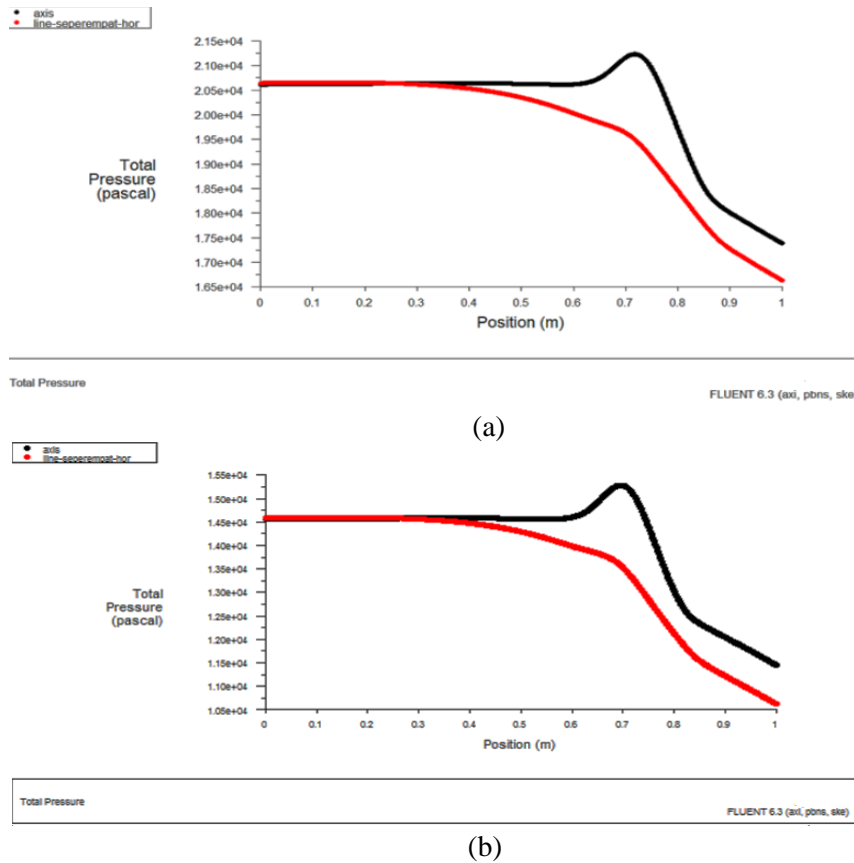 axis
line-seperempat-hor
2.15e+04
2.10e+04
2.05e+04
2.00e+04
1.95e+04
1.90e+04
1.85e+04
1.80e+04
1.75e+04
1.70e+04
1.65e+04
Total
Pressure
(pascal)
0 0.1 0.2 0.3 0.4 0.5 0.6 0.7 0.8 0.9 1
Position (m)
Total Pressure
FLUENT 6.3 (axi, pbns, ske
(a)
axis
line-seperempat-hor
1.55e+04
1.50e+04
1.45e+04
1.40e+04
1.35e+04
1.30e+04
1.25e+04
1.20e+04
1.15e+04
1.10e+04
1.05e+04
Total
Pressure
(pascal)
0 0.1 0.2 0.3 0.4 0.5 0.6 0.7 0.8 0.9 1
Position (m)
Total Pressure
FLUENT 6.3 (axi, pbns, ske)
(b)